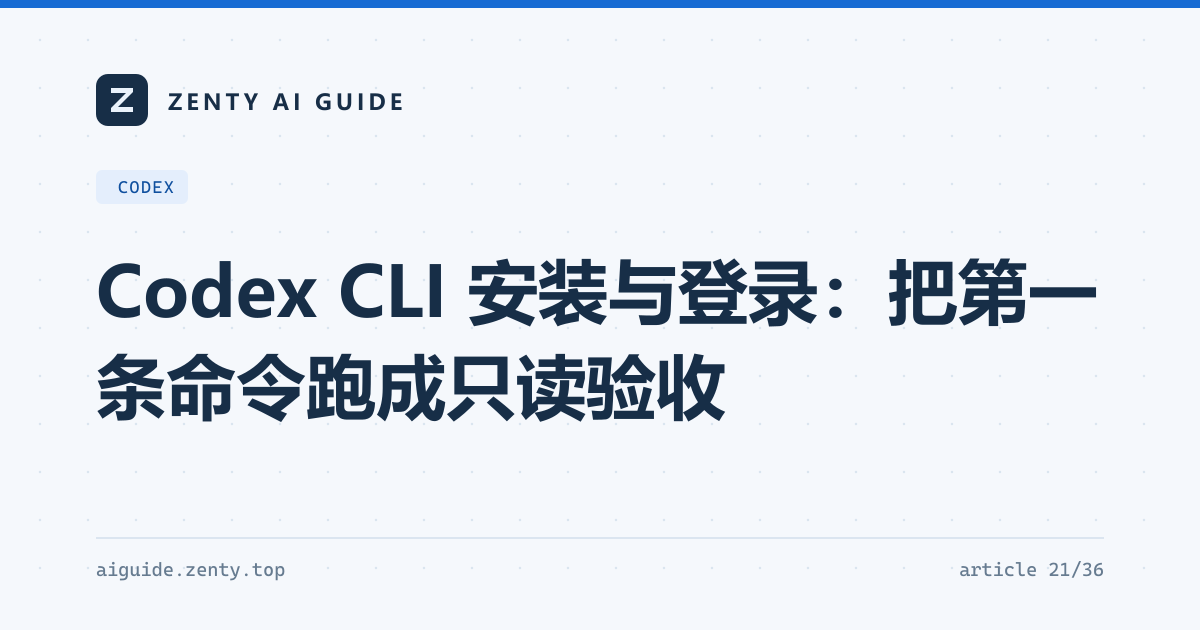 Z ZENTY AI GUIDE
CODEX
Codex CLI 安装与登录：把第一
条命令跑成只读验收
aiguide.zenty.top
article 21/36